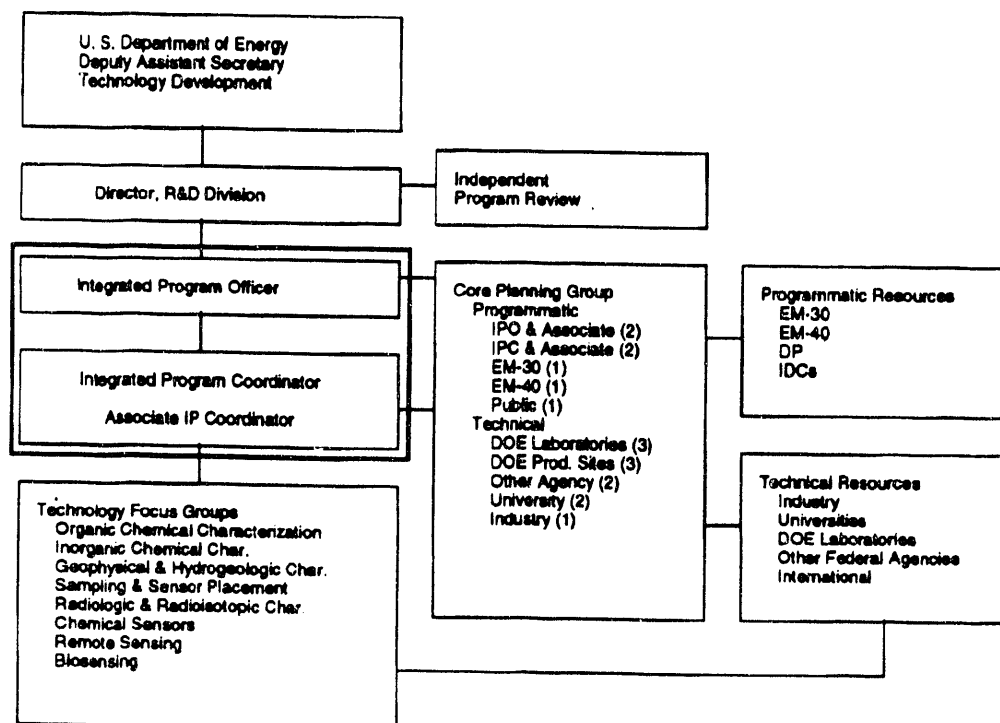 U. S. Department of Energy
Deputy Assistant Secretary
Technology Development
Director, R&D Division
Independent
Program Review
Integrated Program Officer
Integrated Program Coordinator
Associate IP Coordinator
Core Planning Group
Programmatic
IPO & Associate (2)
IPC & Associate (2)
EM-30 (1)
EM-40 (1)
Public (1)
Technical
DOE Laboratories (3)
DOE Prod. Sites (3)
Other Agency (2)
University (2)
Industry (1)
Programmatic Resources
EM-30
EM-40
DP
IDCs
Technical Resources
Industry
Universities
DOE Laboratories
Other Federal Agencies
International
Technology Focus Groups
Organic Chemical Characterization
Inorganic Chemical Char.
Geophysical & Hydrogeologic Char.
Sampling & Sensor Placement
Radiologic & Radioisotopic Char.
Chemical Sensors
Remote Sensing
Biosensing